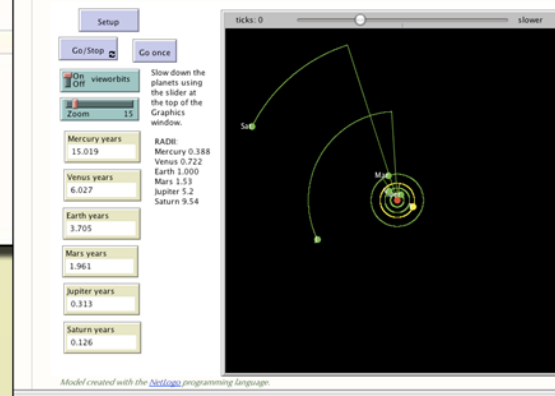 Setup
ticks: 0
slower
Go/Stop
Go once
On
Off
vieworbits
Zoom
15
Slow down the
planets using
the slider at
the top of the
Graphics
window.
RADII:
Mercury 0.388
Venus 0.722
Earth 1.000
Mars 1.53
Jupiter 5.2
Saturn 9.54
Mercury years
15.019
Venus years
6.027
Earth years
3.705
Mars years
1.961
Jupiter years
0.313
Saturn years
0.126
Sat
Mar
Model created with the NetLogo programming language.